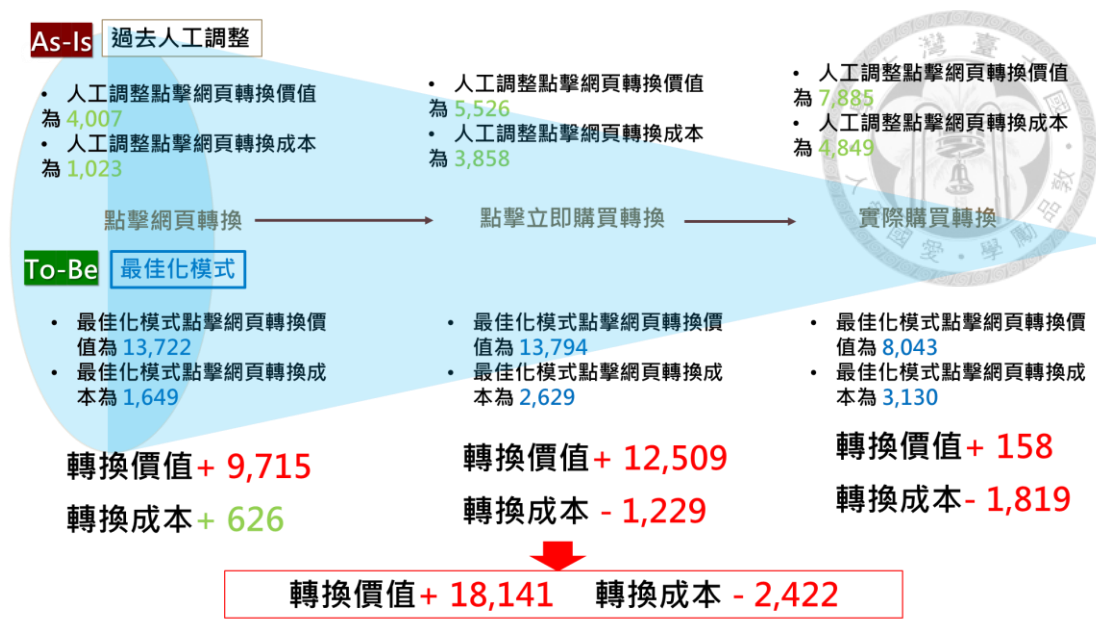 As-Is 過去人工調整
• 人工調整點擊網頁轉換價值
為 4,007
• 人工調整點擊網頁轉換成本
為 1,023
• 人工調整點擊網頁轉換價值
為 5,526
• 人工調整點擊網頁轉換成本
為 3,858
• 人工調整點擊網頁轉換價值
為 7,885
• 人工調整點擊網頁轉換成本
為 4,849
點擊網頁轉換
點擊立即購買轉換
實際購買轉換
To-Be 最佳化模式
• 最佳化模式點擊網頁轉換價
值為 13,722
• 最佳化模式點擊網頁轉換成
本為 1,649
• 最佳化模式點擊網頁轉換價
值為 13,794
• 最佳化模式點擊網頁轉換成
本為 2,629
• 最佳化模式點擊網頁轉換價
值為 8,043
• 最佳化模式點擊網頁轉換成
本為 3,130
轉換價值+ 9,715
轉換成本+ 626
轉換價值+ 12,509
轉換成本 - 1,229
轉換價值+ 158
轉換成本- 1,819
轉換價值+ 18,141 轉換成本 - 2,422